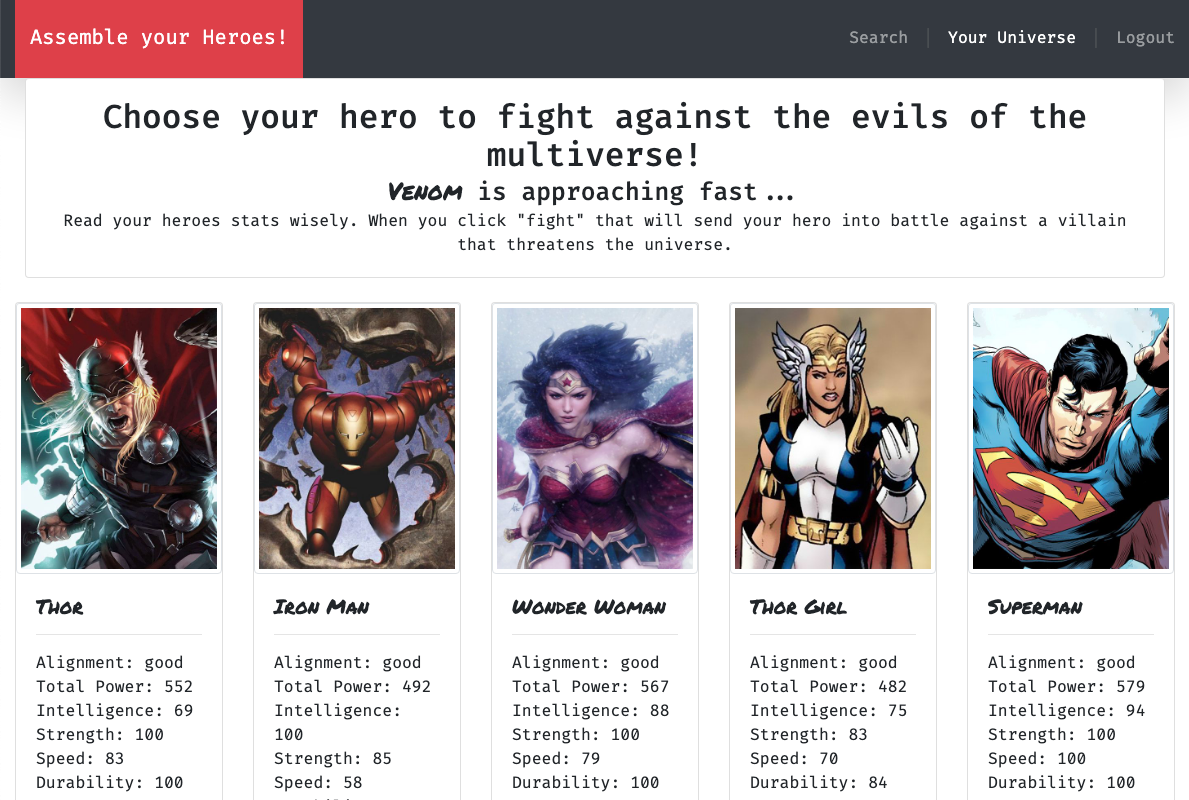 Assemble your Heroes!
Search | Your Universe | Logout
Choose your hero to fight against the evils of the
multiverse!
Venom is approaching fast...
Read your heroes stats wisely. When you click "fight" that will send your hero into battle against a villain
that threatens the universe.
Thor
Alignment: good
Total Power: 552
Intelligence: 69
Strength: 100
Speed: 83
Durability: 100
Iron Man
Alignment: good
Total Power: 492
Intelligence:
100
Strength: 85
Speed: 58
Wonder Woman
Alignment: good
Total Power: 567
Intelligence: 88
Strength: 100
Speed: 79
Durability: 100
Thor Girl
Alignment: good
Total Power: 482
Intelligence: 75
Strength: 83
Speed: 70
Durability: 84
Superman
Alignment: good
Total Power: 579
Intelligence: 94
Strength: 100
Speed: 100
Durability: 100